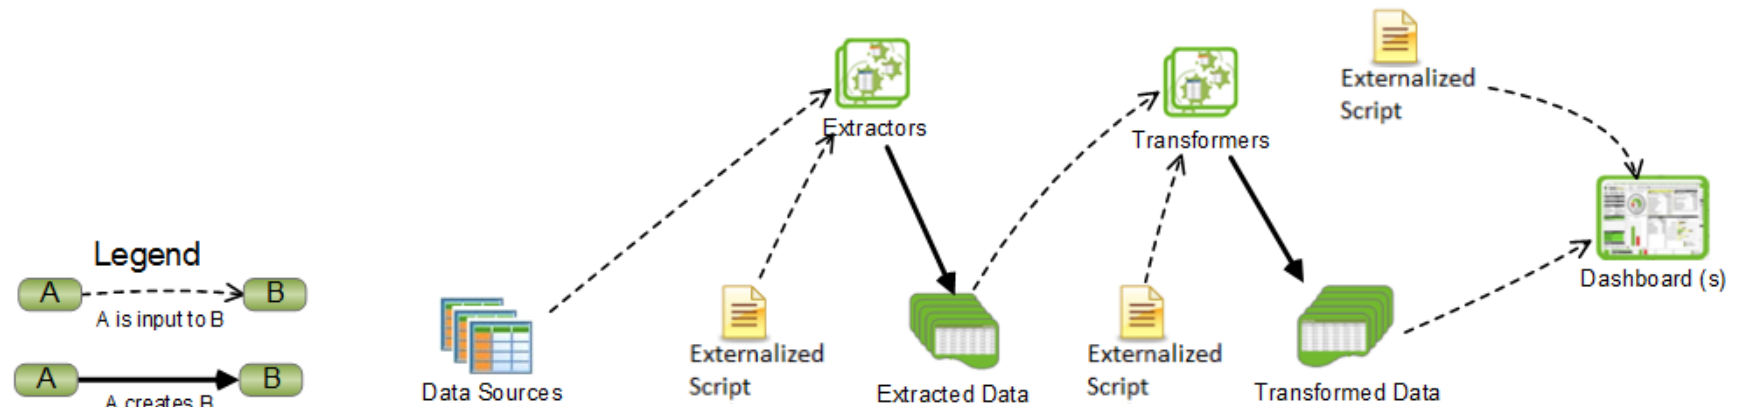 Legend
A
B
A is input to B
A
B
A creates B
Data Sources
Externalized
Script
Extractors
Extracted Data
Externalized
Script
Transformers
Transformed Data
Externalized
Script
Dashboard (s)